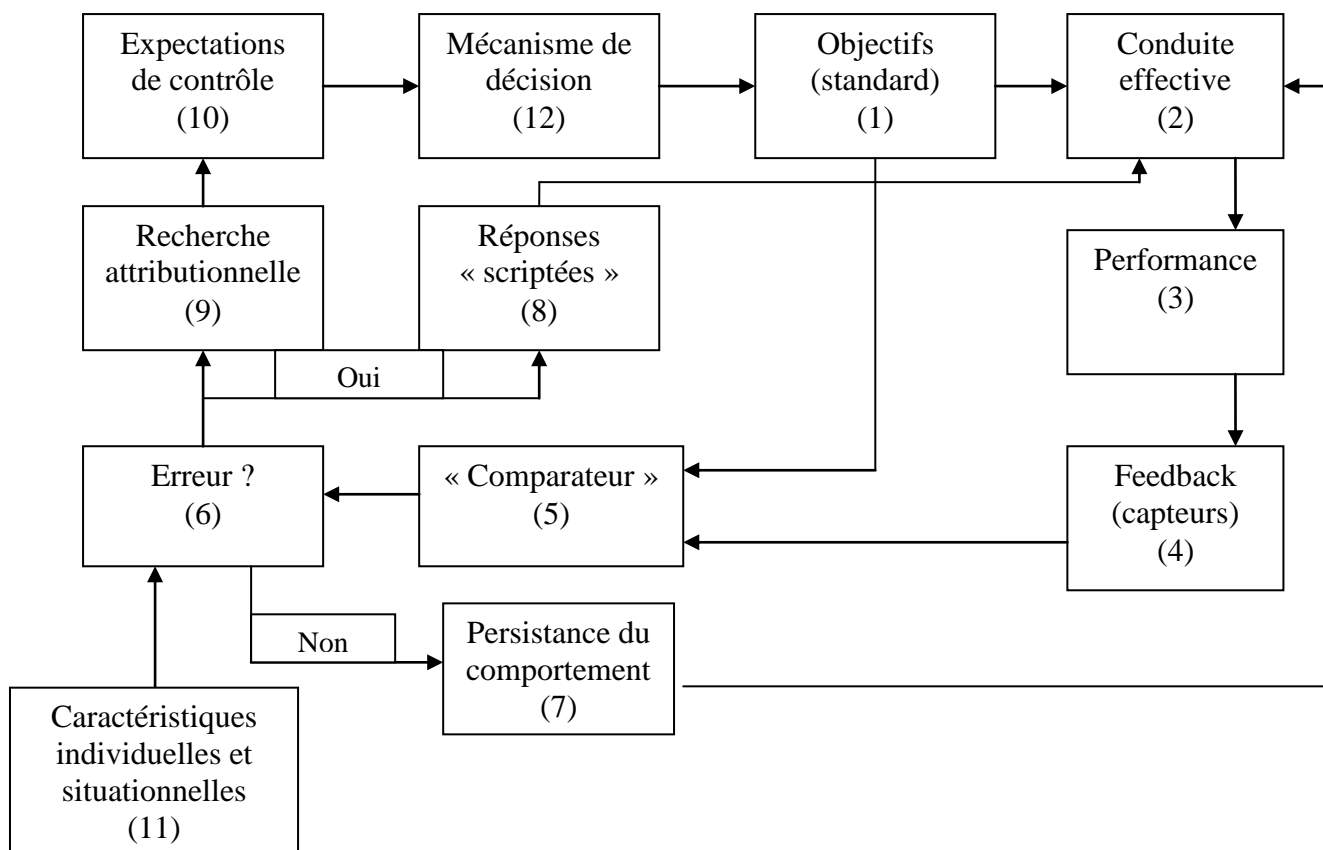 Expectations
de contrôle
(10)
Mécanisme de
décision
(12)
Objectifs
(standard)
(1)
Conduite
effective
(2)
Recherche
attributionnelle
(9)
Réponses
« scriptées »
(8)
Performance
(3)
Oui
Erreur ?
(6)
« Comparateur »
(5)
Feedback
(capteurs)
(4)
Non
Persistance du
comportement
(7)
Caractéristiques
individuelles et
situationnelles
(11)